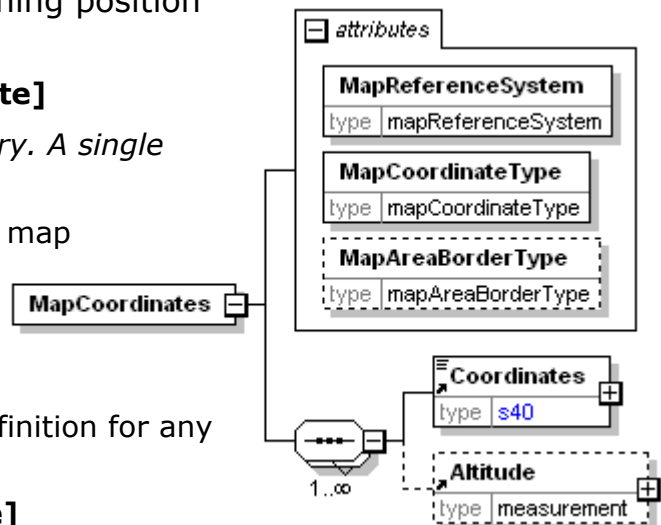 ning position
te]
ry. A single
map
finition for any
e]
attributes
MapReferenceSystem
type mapReferenceSystem
MapCoordinateType
type mapCoordinateType
MapAreaBorderType
type mapAreaBorderType
MapCoordinates
Coordinates
type s40
1..∞
Altitude
type measurement